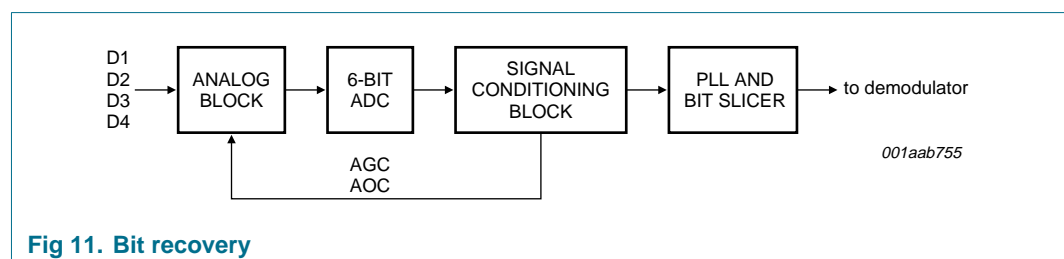 D1
D2
D3
D4
ANALOG
BLOCK
6-BIT
ADC
SIGNAL
CONDITIONING
BLOCK
PLL AND
BIT SLICER
to demodulator
AGC
AOC
001aab755
Fig 11. Bit recovery